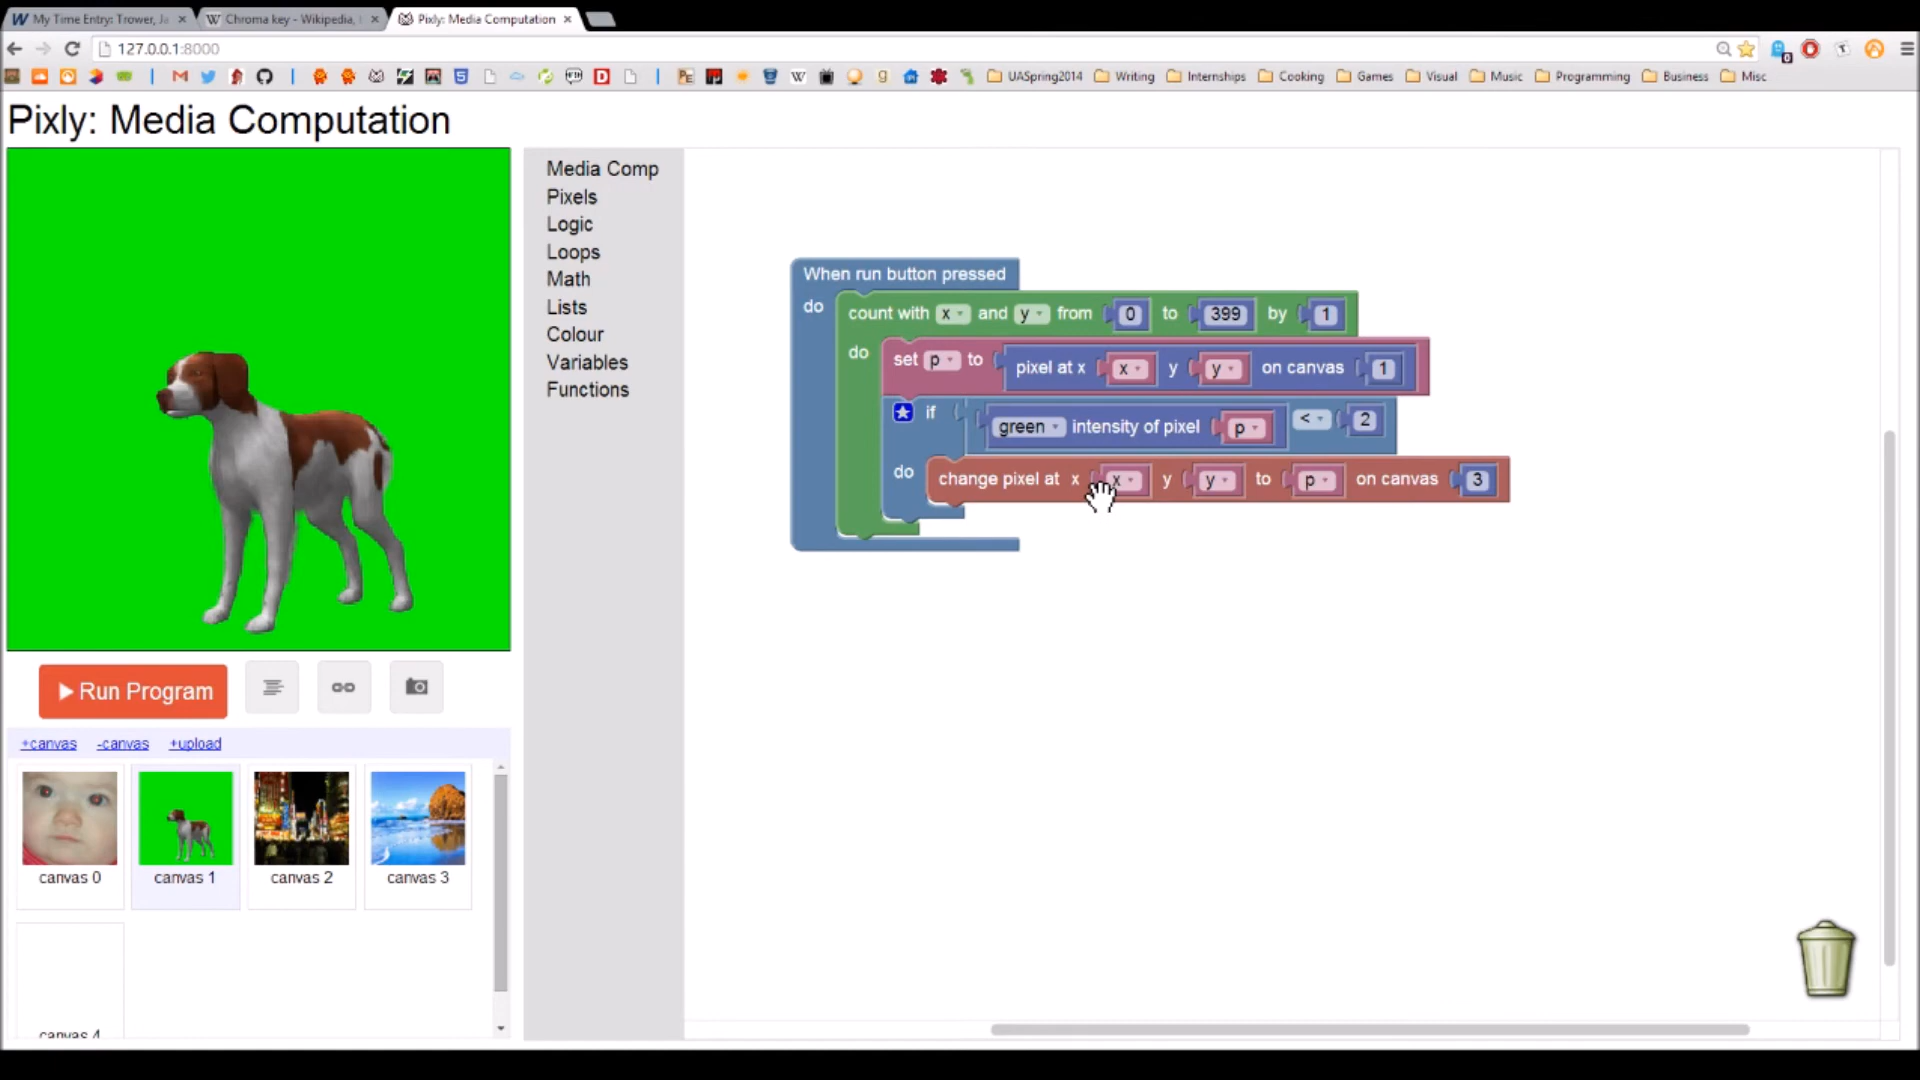 My Time Entry: Trower, Ja
Chroma key - Wikipedia,
Pixly: Media Computation
127.0.0.1:8000
UASpring2014
Writing
Internships
Cooking
Games
Visual
Music
Programming
Business
Misc
Pixly: Media Computation
Media Comp
Pixels
Logic
Loops
Math
Lists
Colour
Variables
Functions
When run button pressed
do count with x and y from 0 to 399 by 1
do set p to pixel at x x y y on canvas 1
if green intensity of pixel p < 2
do change pixel at x x y y to p on canvas 3
Run Program
+canvas -canvas +upload
canvas 0
canvas 1
canvas 2
canvas 3
canvas 4